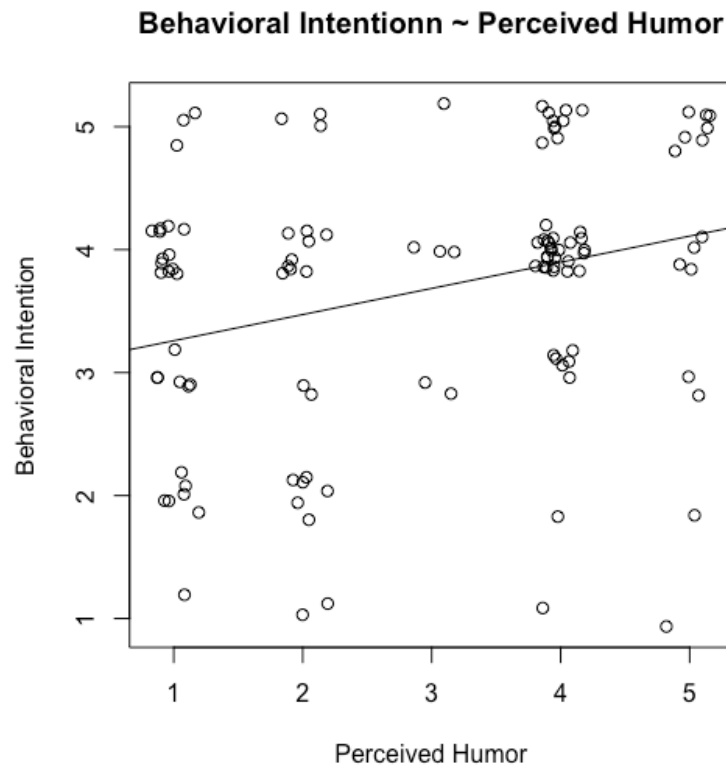 Behavioral Intentionn ~ Perceived Humor
Behavioral Intention
5
4
3
2
1
1 2 3 4 5
Perceived Humor